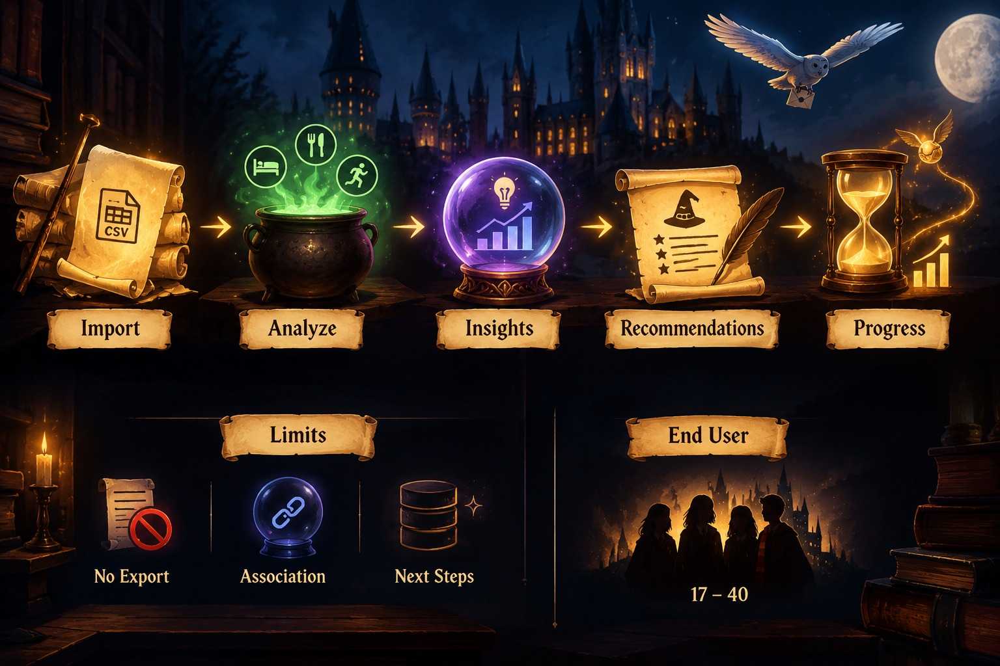 CSV
Import
Analyze
Insights
Recommendations
Progress
Limits
No Export
Association
Next Steps
End User
17 – 40